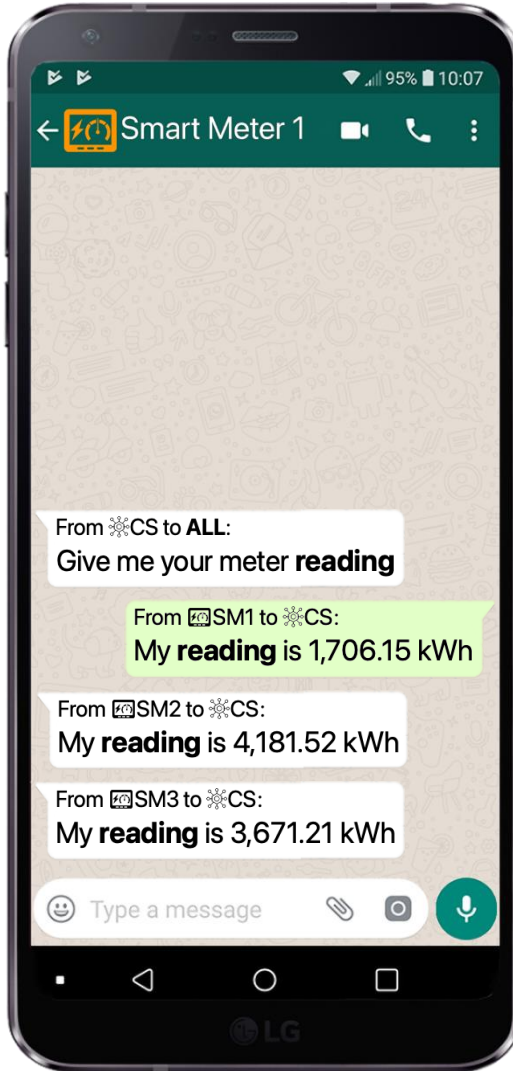 95% 10:07
Smart Meter 1
From CS to ALL:
Give me your meter reading
From SM1 to CS:
My reading is 1,706.15 kWh
From SM2 to CS:
My reading is 4,181.52 kWh
From SM3 to CS:
My reading is 3,671.21 kWh
Type a message
LG